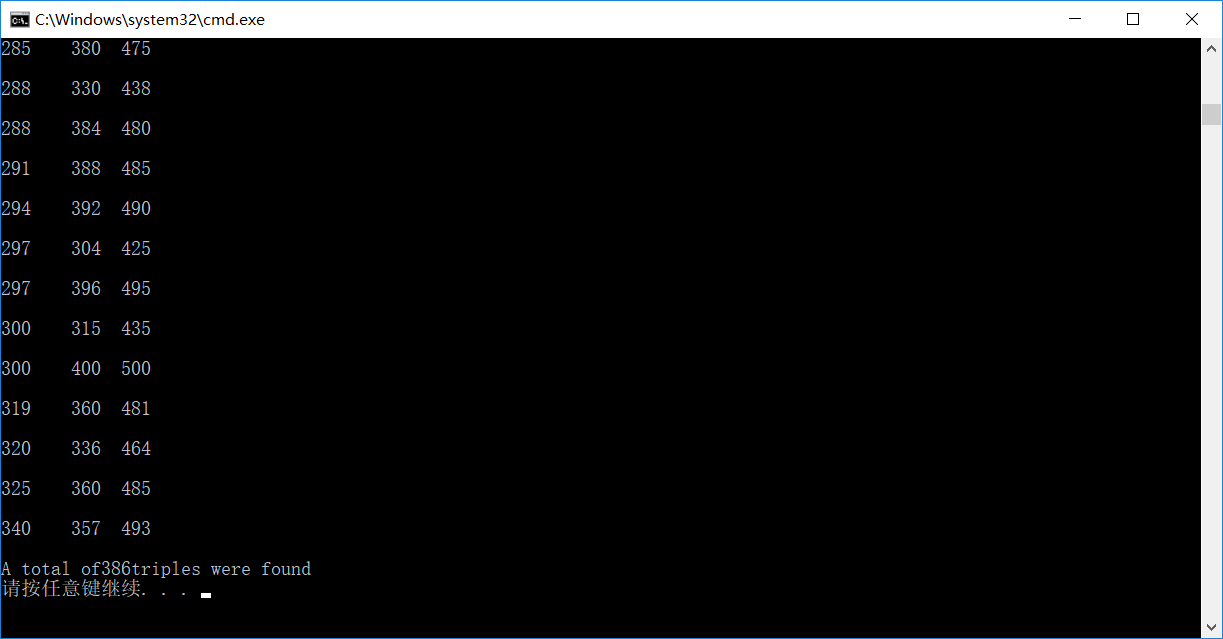 C:\Windows\system32\cmd.exe
285 380 475
288 330 438
288 384 480
291 388 485
294 392 490
297 304 425
297 396 495
300 315 435
300 400 500
319 360 481
320 336 464
325 360 485
340 357 493
A total of386triples were found
请按任意键继续. . .